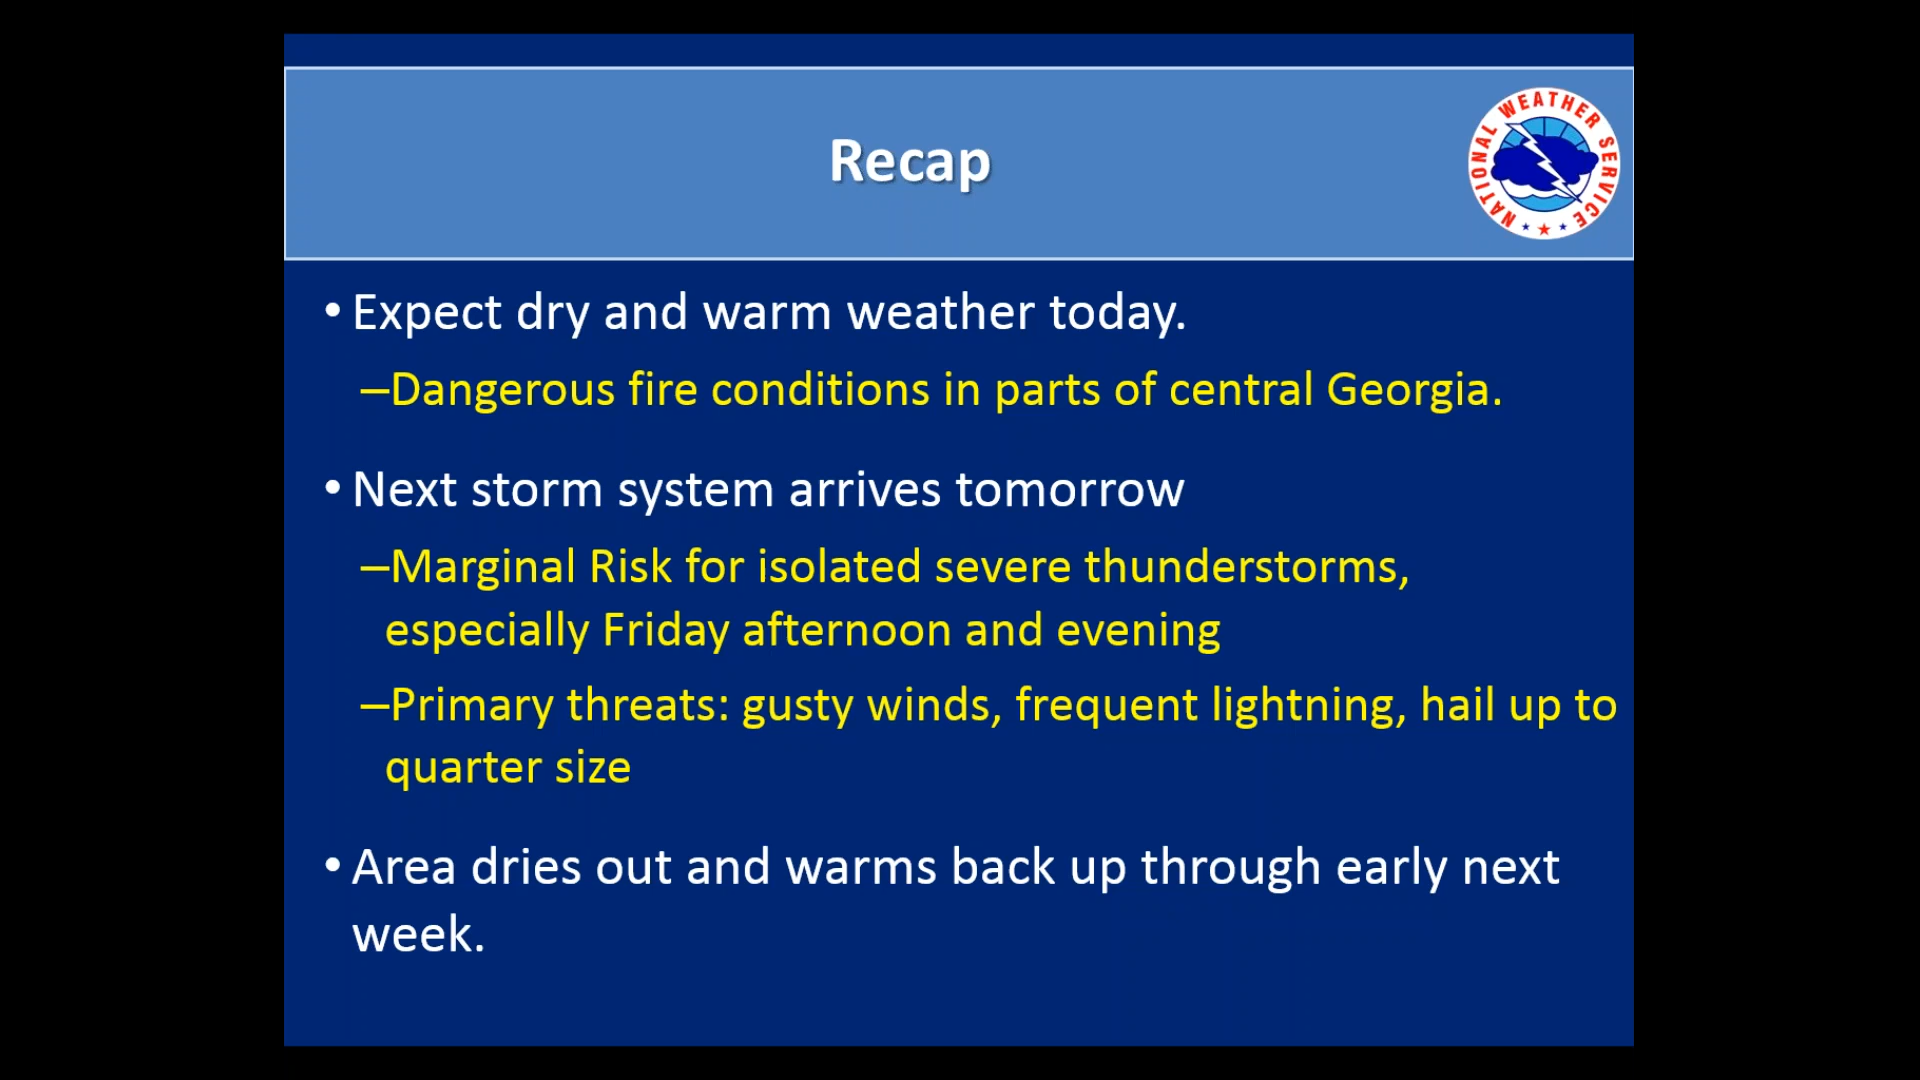 Recap
NATIONAL WEATHER SERVICE
• Expect dry and warm weather today.
–Dangerous fire conditions in parts of central Georgia.
• Next storm system arrives tomorrow
–Marginal Risk for isolated severe thunderstorms,
especially Friday afternoon and evening
–Primary threats: gusty winds, frequent lightning, hail up to
quarter size
• Area dries out and warms back up through early next
week.